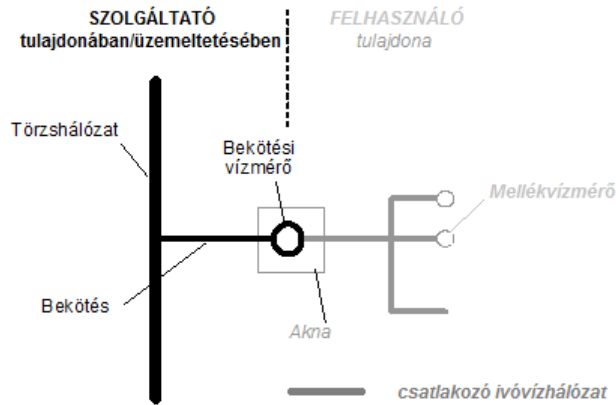 SZOLGÁLTATÓ
tulajdonában/üzemeltetésében
FELHASZNÁLÓ
tulajdona
Törzshálózat
Bekötési
vízmérő
Mellékvízmérő
Bekötés
Akna
csatlakozó ivóvízhálózat